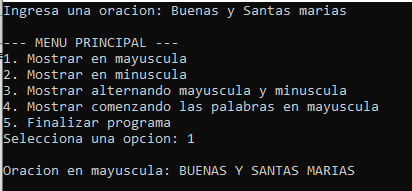 Ingresa una oracion: Buenas y Santas marias
--- MENU PRINCIPAL ---
1. Mostrar en mayuscula
2. Mostrar en minuscula
3. Mostrar alternando mayuscula y minuscula
4. Mostrar comenzando las palabras en mayuscula
5. Finalizar programa
Selecciona una opcion: 1
Oracion en mayuscula: BUENAS Y SANTAS MARIAS